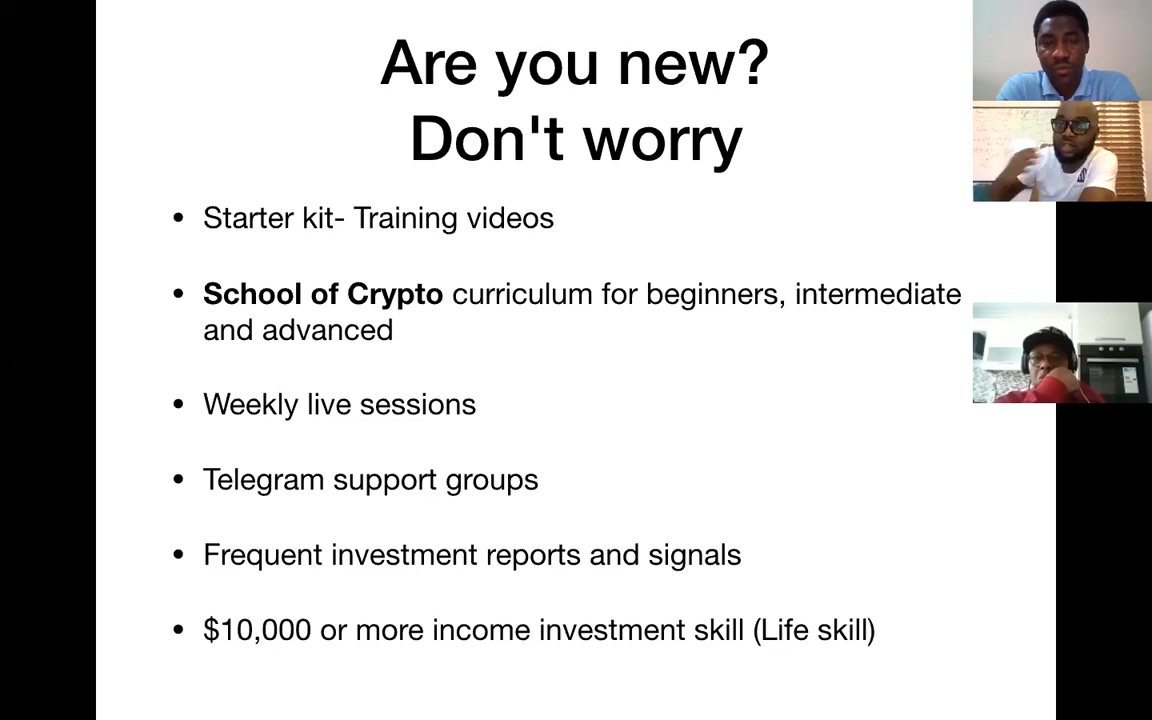 Are you new?
Don't worry
• Starter kit- Training videos
• School of Crypto curriculum for beginners, intermediate
and advanced
• Weekly live sessions
• Telegram support groups
• Frequent investment reports and signals
• $10,000 or more income investment skill (Life skill)